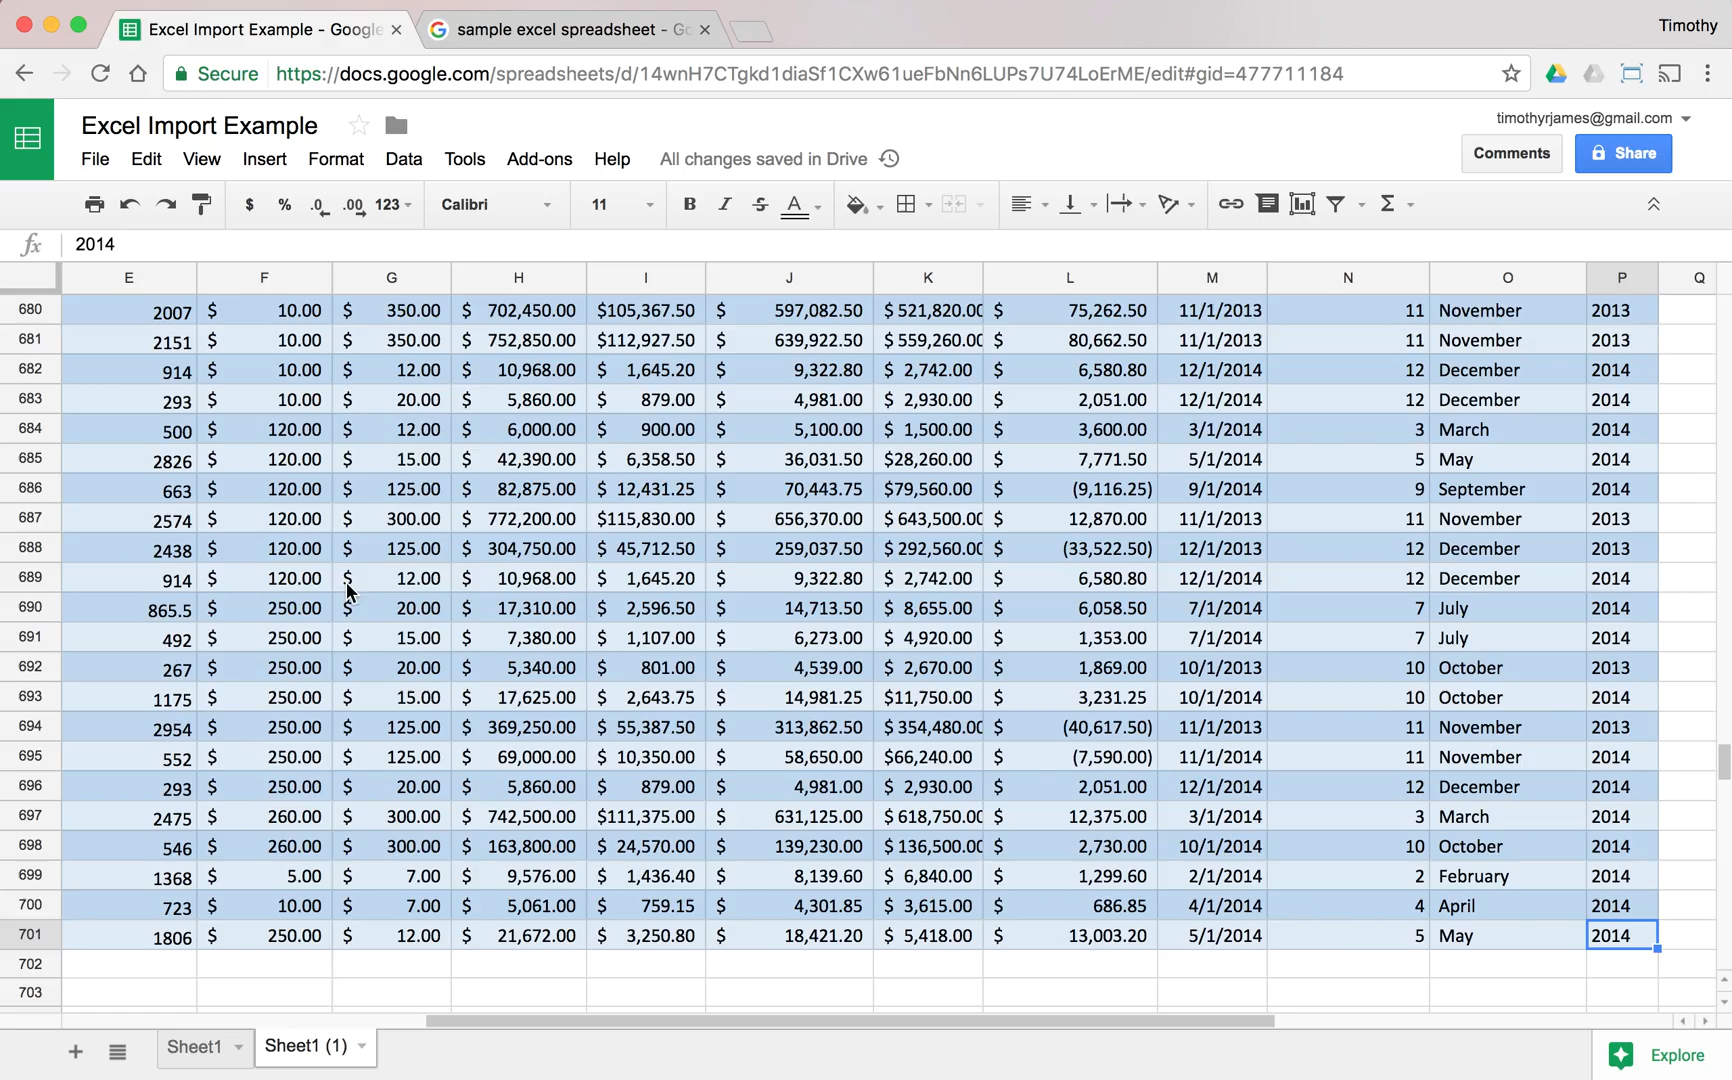 Excel Import Example - Google
sample excel spreadsheet - Go
Timothy
Secure https://docs.google.com/spreadsheets/d/14wnH7CTgkd1diaSf1CXw61ueFbNn6LUPs7U74LoErME/edit#gid=477711184
Excel Import Example
timothyrjames@gmail.com
File Edit View Insert Format Data Tools Add-ons Help All changes saved in Drive
Comments
Share
$ % .0 .00 123 Calibri 11 B I S A Σ
fx 2014
E F G H I J K L M N O P Q
680 2007 $ 10.00 $ 350.00 $ 702,450.00 $105,367.50 $ 597,082.50 $ 521,820.00 $ 75,262.50 11/1/2013 11 November 2013
681 2151 $ 10.00 $ 350.00 $ 752,850.00 $112,927.50 $ 639,922.50 $ 559,260.00 $ 80,662.50 11/1/2013 11 November 2013
682 914 $ 10.00 $ 12.00 $ 10,968.00 $ 1,645.20 $ 9,322.80 $ 2,742.00 $ 6,580.80 12/1/2014 12 December 2014
683 293 $ 10.00 $ 20.00 $ 5,860.00 $ 879.00 $ 4,981.00 $ 2,930.00 $ 2,051.00 12/1/2014 12 December 2014
684 500 $ 120.00 $ 12.00 $ 6,000.00 $ 900.00 $ 5,100.00 $ 1,500.00 $ 3,600.00 3/1/2014 3 March 2014
685 2826 $ 120.00 $ 15.00 $ 42,390.00 $ 6,358.50 $ 36,031.50 $28,260.00 $ 7,771.50 5/1/2014 5 May 2014
686 663 $ 120.00 $ 125.00 $ 82,875.00 $ 12,431.25 $ 70,443.75 $79,560.00 $ (9,116.25) 9/1/2014 9 September 2014
687 2574 $ 120.00 $ 300.00 $ 772,200.00 $115,830.00 $ 656,370.00 $ 643,500.00 $ 12,870.00 11/1/2013 11 November 2013
688 2438 $ 120.00 $ 125.00 $ 304,750.00 $ 45,712.50 $ 259,037.50 $ 292,560.00 $ (33,522.50) 12/1/2013 12 December 2013
689 914 $ 120.00 $ 12.00 $ 10,968.00 $ 1,645.20 $ 9,322.80 $ 2,742.00 $ 6,580.80 12/1/2014 12 December 2014
690 865.5 $ 250.00 $ 20.00 $ 17,310.00 $ 2,596.50 $ 14,713.50 $ 8,655.00 $ 6,058.50 7/1/2014 7 July 2014
691 492 $ 250.00 $ 15.00 $ 7,380.00 $ 1,107.00 $ 6,273.00 $ 4,920.00 $ 1,353.00 7/1/2014 7 July 2014
692 267 $ 250.00 $ 20.00 $ 5,340.00 $ 801.00 $ 4,539.00 $ 2,670.00 $ 1,869.00 10/1/2013 10 October 2013
693 1175 $ 250.00 $ 15.00 $ 17,625.00 $ 2,643.75 $ 14,981.25 $11,750.00 $ 3,231.25 10/1/2014 10 October 2014
694 2954 $ 250.00 $ 125.00 $ 369,250.00 $ 55,387.50 $ 313,862.50 $ 354,480.00 $ (40,617.50) 11/1/2013 11 November 2013
695 552 $ 250.00 $ 125.00 $ 69,000.00 $ 10,350.00 $ 58,650.00 $66,240.00 $ (7,590.00) 11/1/2014 11 November 2014
696 293 $ 250.00 $ 20.00 $ 5,860.00 $ 879.00 $ 4,981.00 $ 2,930.00 $ 2,051.00 12/1/2014 12 December 2014
697 2475 $ 260.00 $ 300.00 $ 742,500.00 $111,375.00 $ 631,125.00 $ 618,750.00 $ 12,375.00 3/1/2014 3 March 2014
698 546 $ 260.00 $ 300.00 $ 163,800.00 $ 24,570.00 $ 139,230.00 $ 136,500.00 $ 2,730.00 10/1/2014 10 October 2014
699 1368 $ 5.00 $ 7.00 $ 9,576.00 $ 1,436.40 $ 8,139.60 $ 6,840.00 $ 1,299.60 2/1/2014 2 February 2014
700 723 $ 10.00 $ 7.00 $ 5,061.00 $ 759.15 $ 4,301.85 $ 3,615.00 $ 686.85 4/1/2014 4 April 2014
701 1806 $ 250.00 $ 12.00 $ 21,672.00 $ 3,250.80 $ 18,421.20 $ 5,418.00 $ 13,003.20 5/1/2014 5 May 2014
702
703
Sheet1
Sheet1 (1)
Explore